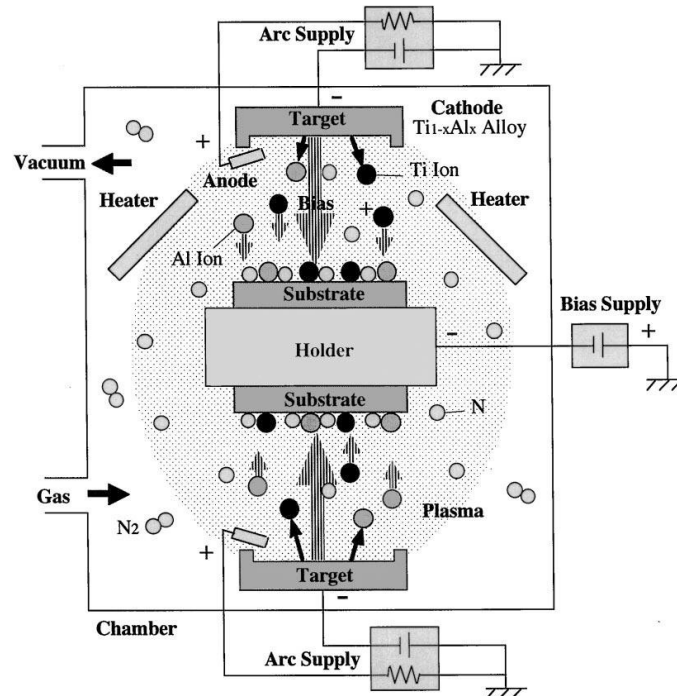 Arc Supply
−
Target
Cathode
Ti1-xAlx Alloy
+
Vacuum
Anode
Ti Ion
Heater
Bias
+
Heater
Al Ion
Substrate
Bias Supply
−
+
Holder
Substrate
N
Gas
Plasma
N2
+
Target
−
Chamber
Arc Supply